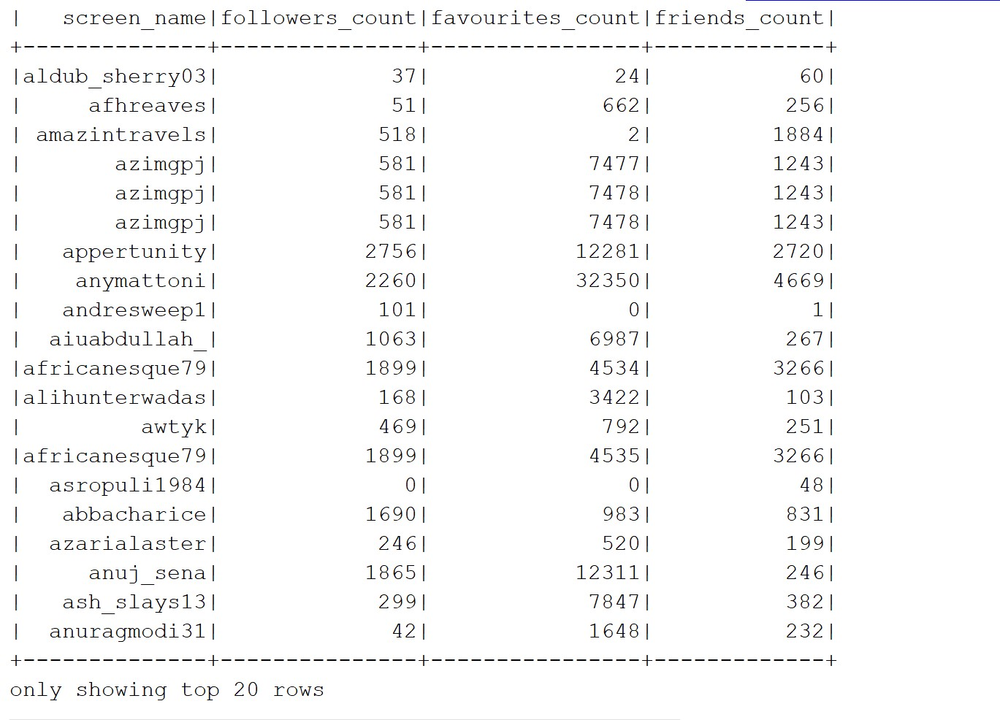 |   screen_name|followers_count|favourites_count|friends_count|
+--------------+---------------+----------------+-------------+
|aldub_sherry03|             37|              24|           60|
|     afhreaves|             51|             662|          256|
| amazintravels|            518|               2|         1884|
|       azimgpj|            581|            7477|         1243|
|       azimgpj|            581|            7478|         1243|
|       azimgpj|            581|            7478|         1243|
|   appertunity|           2756|           12281|         2720|
|    anymattoni|           2260|           32350|         4669|
|   andresweep1|            101|               0|            1|
|  aiuabdullah_|           1063|            6987|          267|
|africanesque79|           1899|            4534|         3266|
|alihunterwadas|            168|            3422|          103|
|         awtyk|            469|             792|          251|
|africanesque79|           1899|            4535|         3266|
|  asropuli1984|              0|               0|           48|
|   abbacharice|           1690|             983|          831|
|  azarialaster|            246|             520|          199|
|     anuj_sena|           1865|           12311|          246|
|   ash_slays13|            299|            7847|          382|
|  anuragmodi31|             42|            1648|          232|
+--------------+---------------+----------------+-------------+
only showing top 20 rows